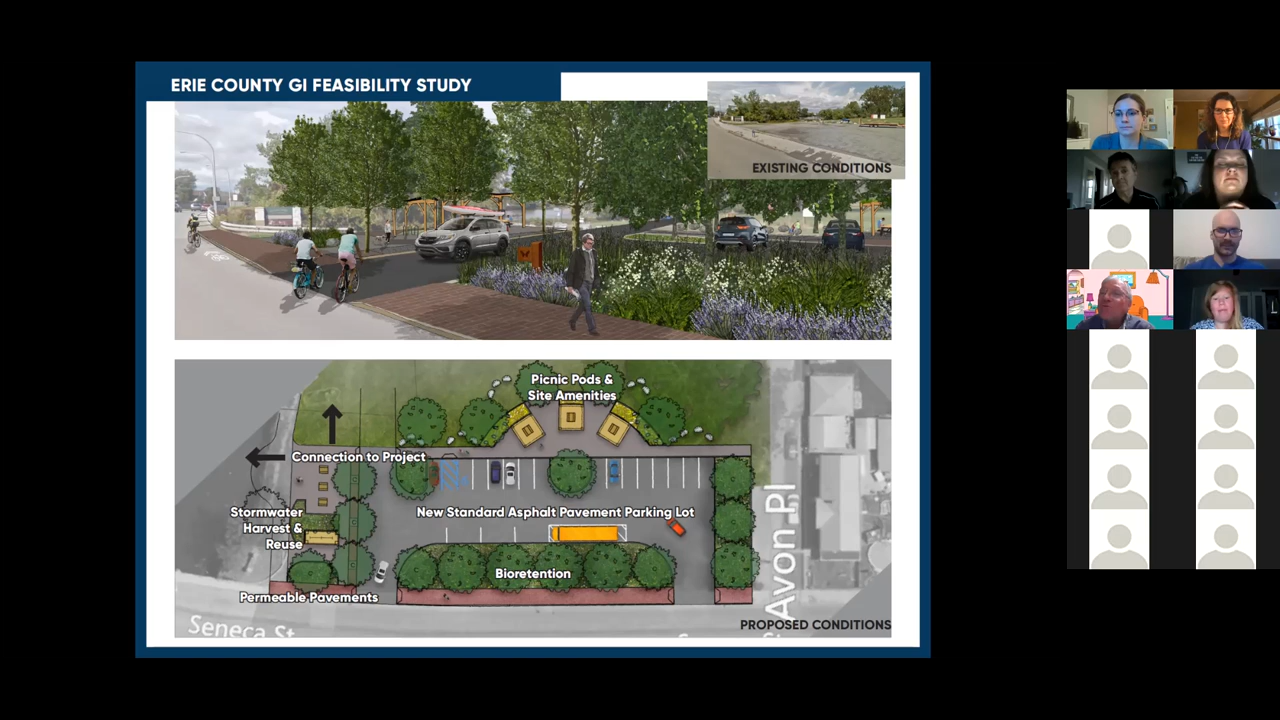 ERIE COUNTY GI FEASIBILITY STUDY
EXISTING CONDITIONS
Picnic Pods &
Site Amenities
Connection to Project
Stormwater
Harvest &
Reuse
New Standard Asphalt Pavement Parking Lot
Bioretention
Permeable Pavements
Avon Pl
Seneca St
PROPOSED CONDITIONS